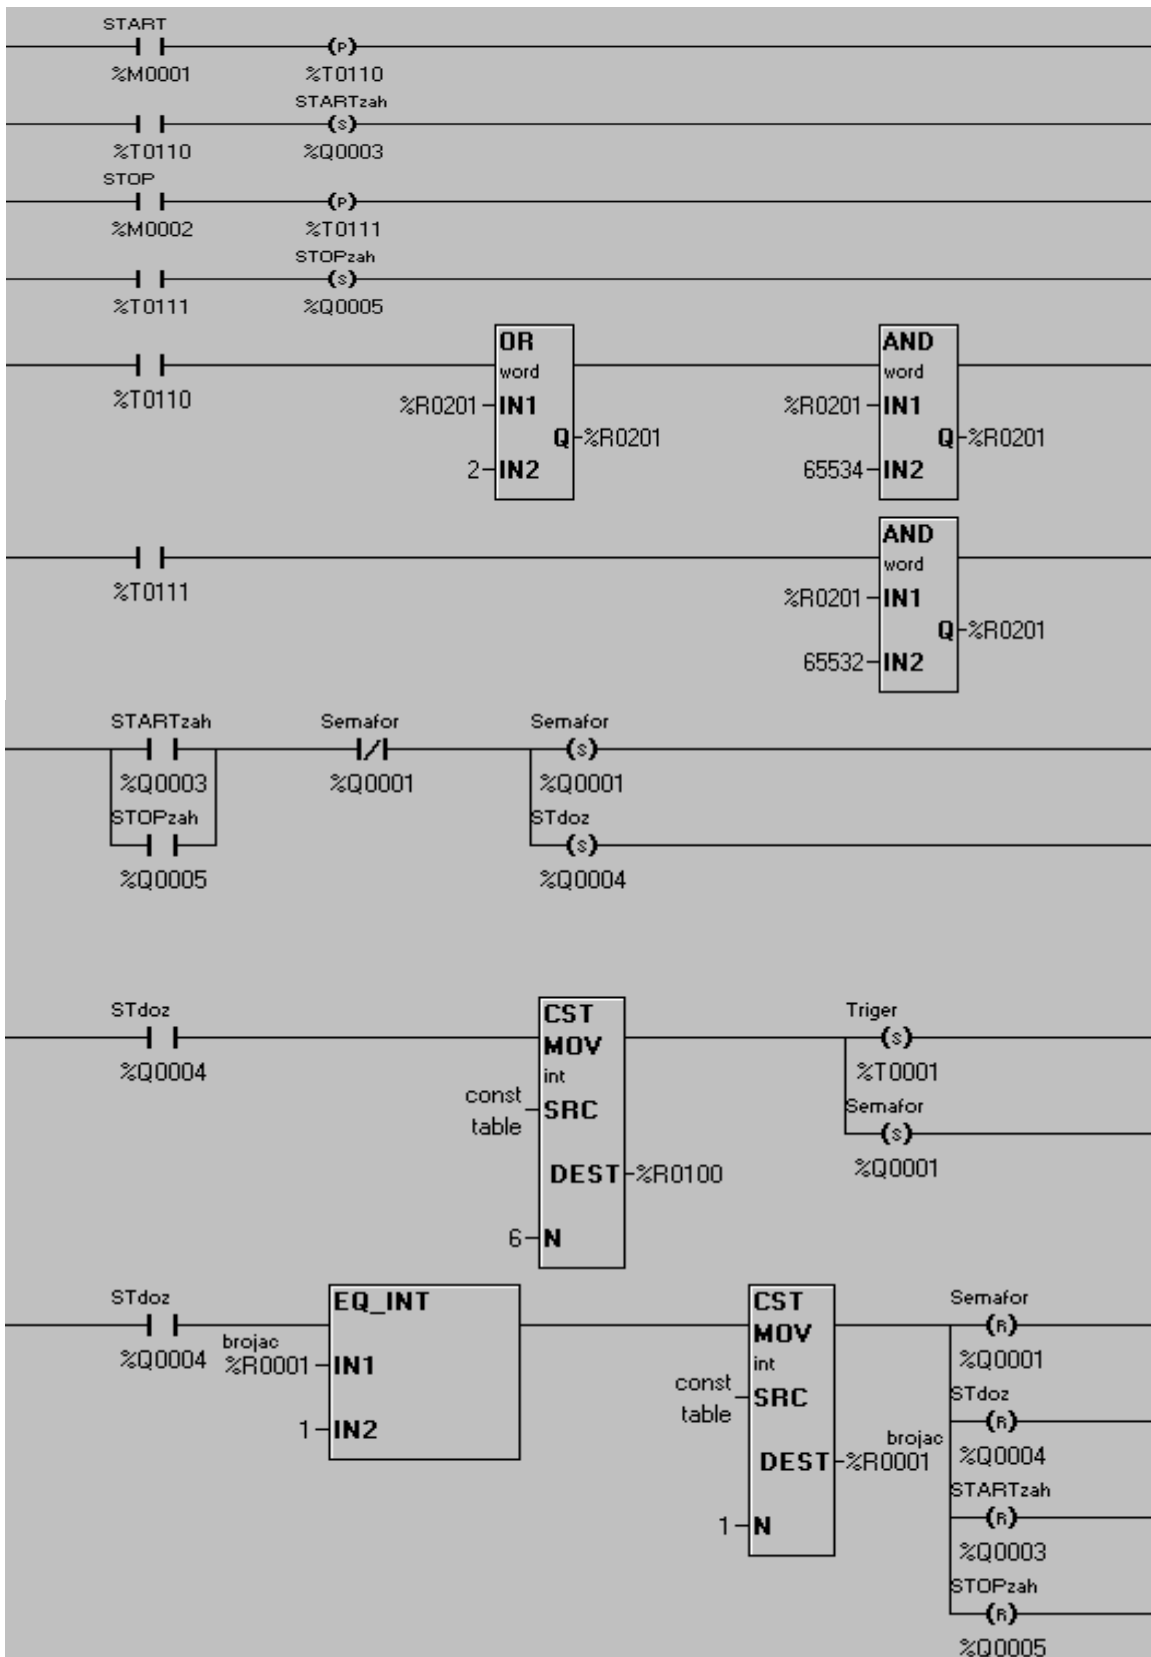 START
(P)
%M0001 %T0110
STARTzah
(S)
%T0110 %Q0003
STOP
(P)
%M0002 %T0111
STOPzah
(S)
%T0111 %Q0005
OR AND
word word
%T0110 %R0201 IN1 %R0201 IN1
Q %R0201 Q %R0201
2 IN2 65534 IN2
AND
word
%T0111 %R0201 IN1
Q %R0201
65532 IN2
STARTzah Semafor Semafor
(S)
%Q0003 %Q0001 %Q0001
STOPzah STdoz
(S)
%Q0005 %Q0004
STdoz CST Triger
MOV (S)
%Q0004 int %T0001
const SRC Semafor
table (S)
DEST %R0100 %Q0001
6 N
STdoz EQ_INT CST Semafor
MOV (R)
brojac int %Q0001
%Q0004 %R0001 IN1 const SRC STdoz
table (R)
1 IN2 brojac
DEST %R0001 %Q0004
STARTzah
1 N (R)
%Q0003
STOPzah
(R)
%Q0005